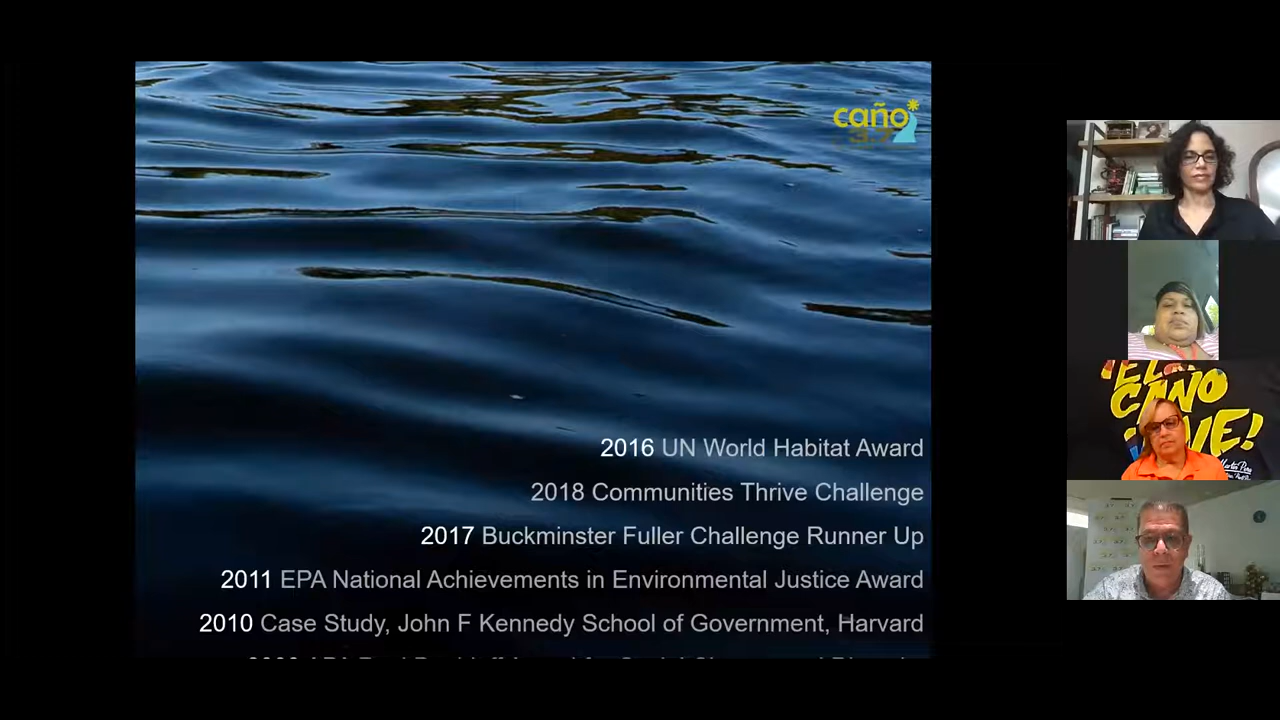 caño
2016 UN World Habitat Award
2018 Communities Thrive Challenge
2017 Buckminster Fuller Challenge Runner Up
2011 EPA National Achievements in Environmental Justice Award
2010 Case Study, John F Kennedy School of Government, Harvard
CAÑO